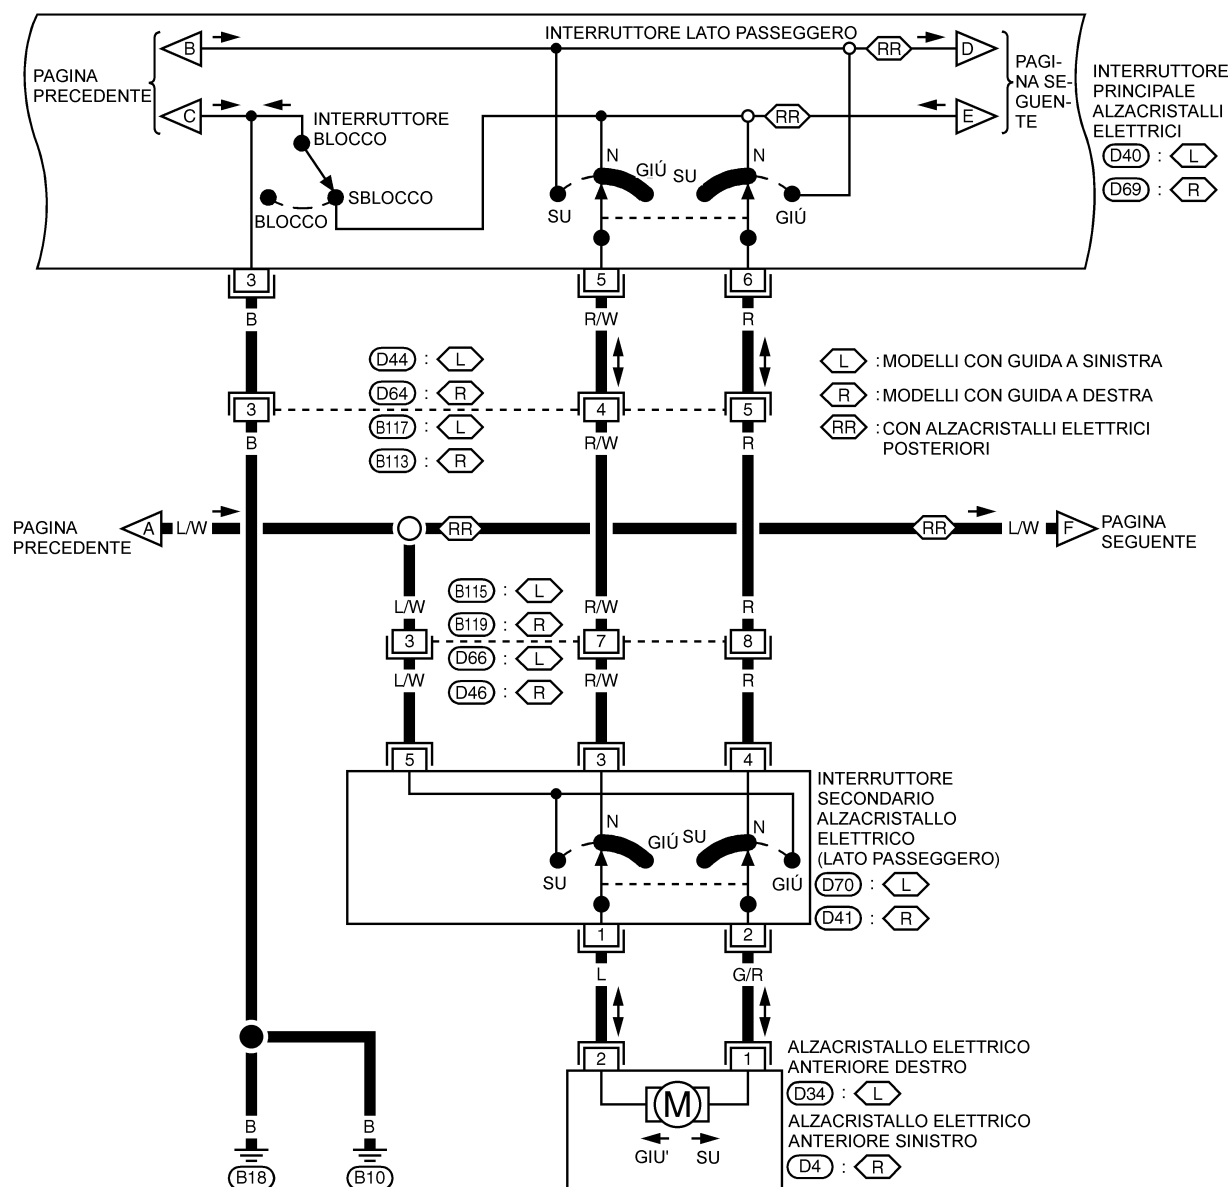 INTERRUTTORE LATO PASSEGGERO
B
RR
D
PAGINA
PRECEDENTE
PAGI-
NA SE-
GUEN-
TE
INTERRUTTORE
PRINCIPALE
ALZACRISTALLI
ELETTRICI
C
INTERRUTTORE
BLOCCO
RR
E
D40 : L
N
GIÚ
SU
N
D69 : R
SBLOCCO
BLOCCO
SU
GIÚ
3
5
6
B
R/W
R
D44 : L
L : MODELLI CON GUIDA A SINISTRA
D64 : R
R : MODELLI CON GUIDA A DESTRA
3
4
5
B117 : L
RR : CON ALZACRISTALLI ELETTRICI
POSTERIORI
B
R/W
R
B113 : R
PAGINA
PRECEDENTE
A
L/W
RR
RR
L/W
F
PAGINA
SEGUENTE
B115 : L
L/W
R/W
R
B119 : R
3
7
8
D66 : L
L/W
R/W
R
D46 : R
5
3
4
INTERRUTTORE
SECONDARIO
ALZACRISTALLO
ELETTRICO
(LATO PASSEGGERO)
N
GIÚ
SU
N
SU
GIÚ
D70 : L
D41 : R
1
2
L
G/R
2
1
ALZACRISTALLO ELETTRICO
ANTERIORE DESTRO
D34 : L
M
ALZACRISTALLO ELETTRICO
ANTERIORE SINISTRO
B
B
GIU'
SU
D4 : R
B18
B10